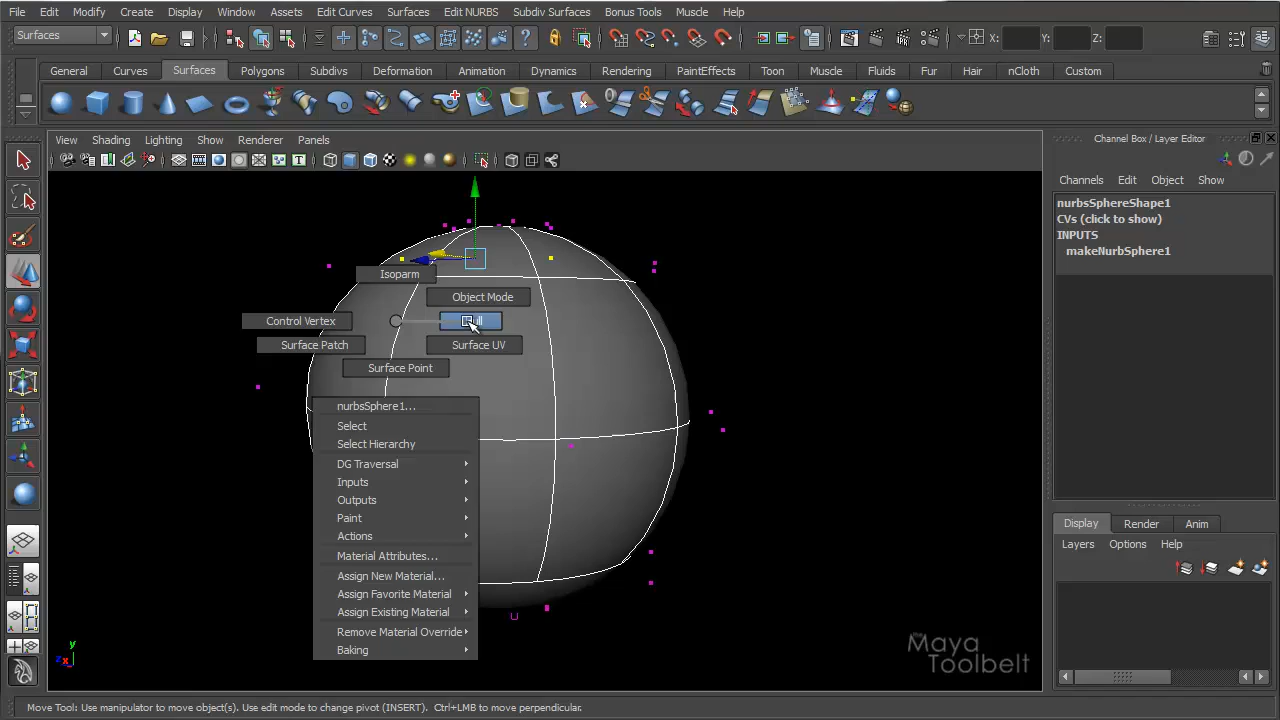 File Edit Modify Create Display Window Assets Edit Curves Surfaces Edit NURBS Subdiv Surfaces Bonus Tools Muscle Help
Surfaces X: Y: Z:
General Curves Surfaces Polygons Subdivs Deformation Animation Dynamics Rendering PaintEffects Toon Muscle Fluids Fur Hair nCloth Custom
View Shading Lighting Show Renderer Panels
Channel Box / Layer Editor
Channels Edit Object Show
nurbsSphereShape1
CVs (click to show)
INPUTS
makeNurbSphere1
Isoparm
Object Mode
Control Vertex
Surface Patch Surface UV
Surface Point
nurbsSphere1...
Select
Select Hierarchy
DG Traversal
Inputs
Outputs
Paint
Actions
Material Attributes...
Assign New Material...
Assign Favorite Material
Assign Existing Material
Remove Material Override
Baking
U
Display Render Anim
Layers Options Help
y
z x
the
Maya
Toolbelt
Move Tool: Use manipulator to move object(s). Use edit mode to change pivot (INSERT). Ctrl+LMB to move perpendicular.